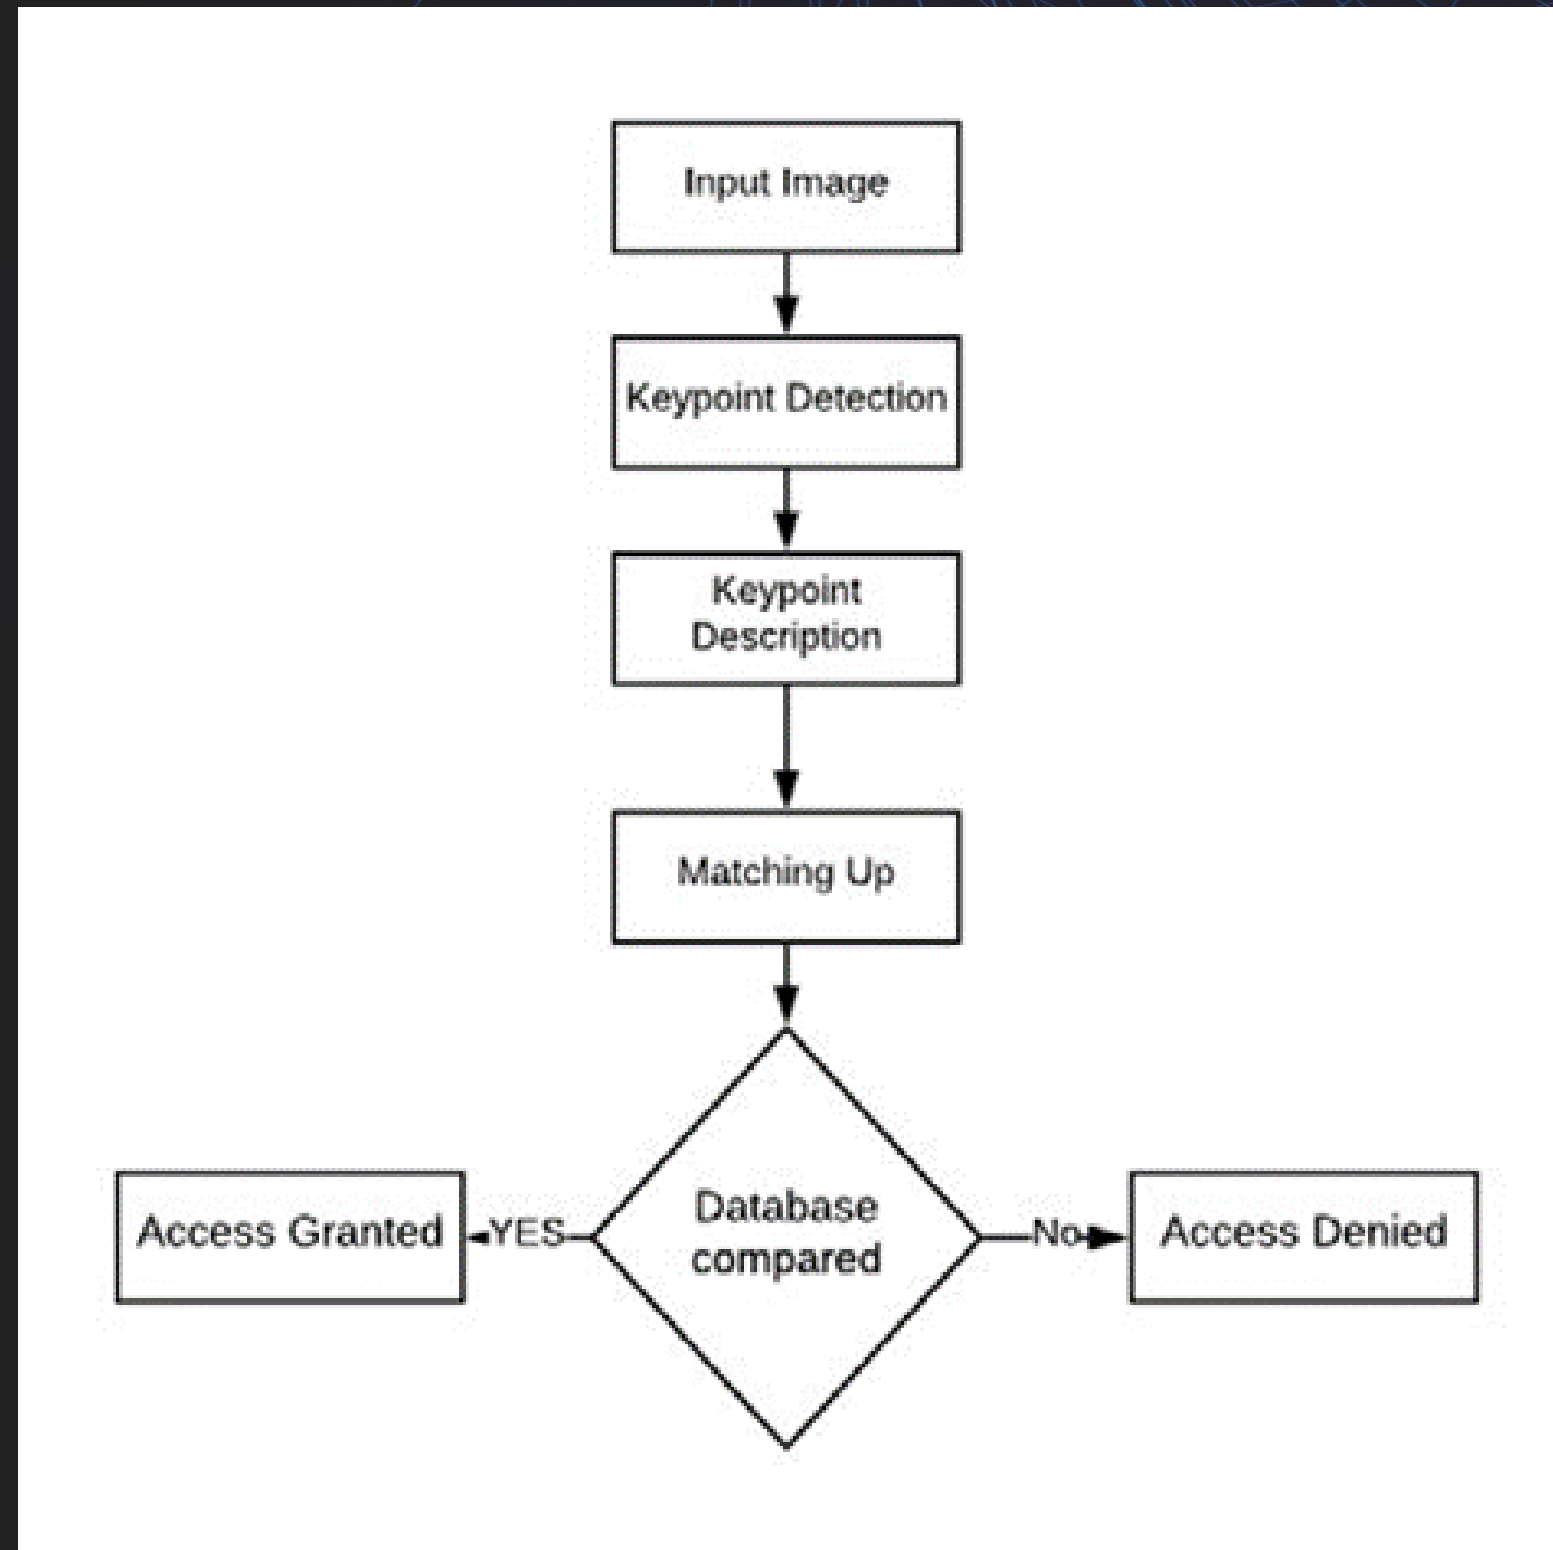 Input Image
Keypoint Detection
Keypoint
Description
Matching Up
Database
compared
YES
Access Granted
No
Access Denied